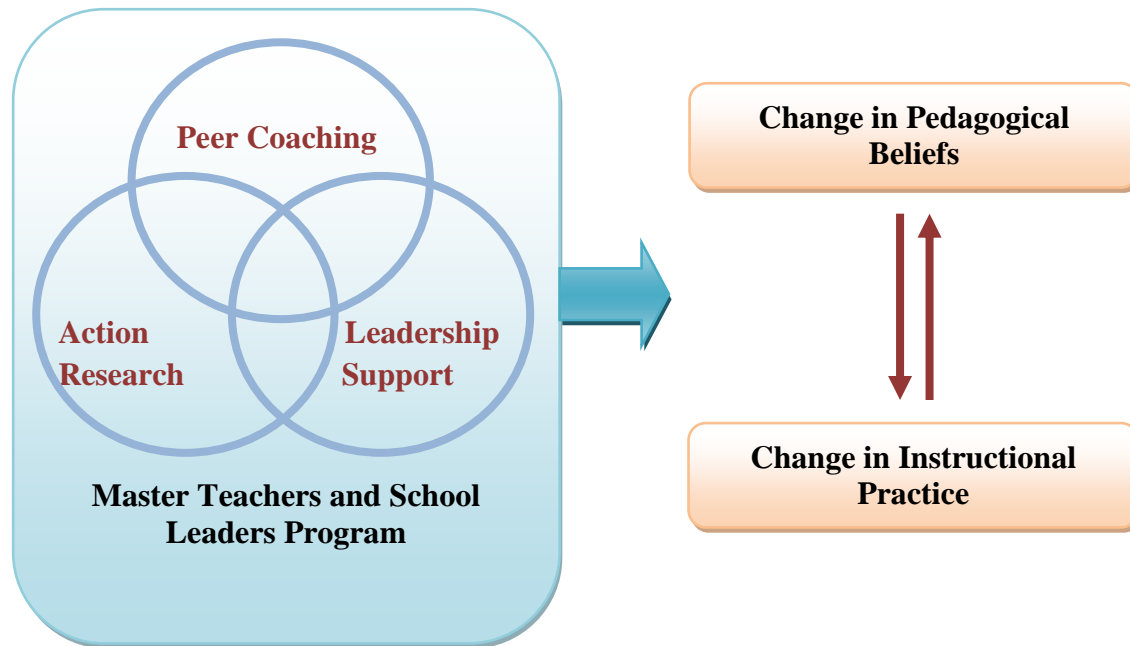 Peer Coaching
Action
Research
Leadership
Support
Master Teachers and School
Leaders Program
Change in Pedagogical
Beliefs
Change in Instructional
Practice